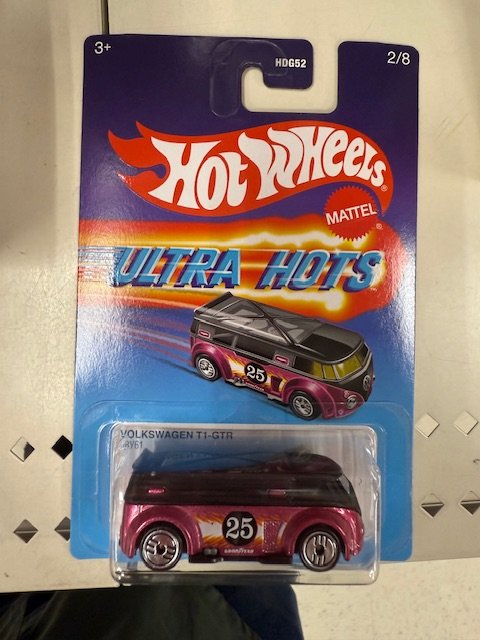 3+
HDG52
2/8
Hot Wheels
®
MATTEL
®
ULTRA HOTS
25
VOLKSWAGEN T1-GTR
25
GOODYEAR